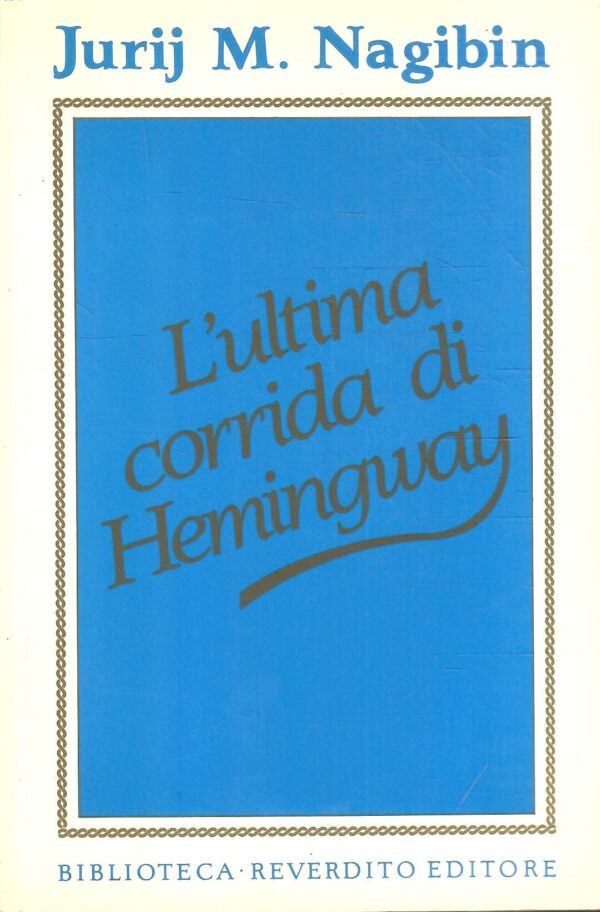 Jurij M. Nagibin
L'ultima
corrida di
Hemingway
BIBLIOTECA · REVERDITO EDITORE